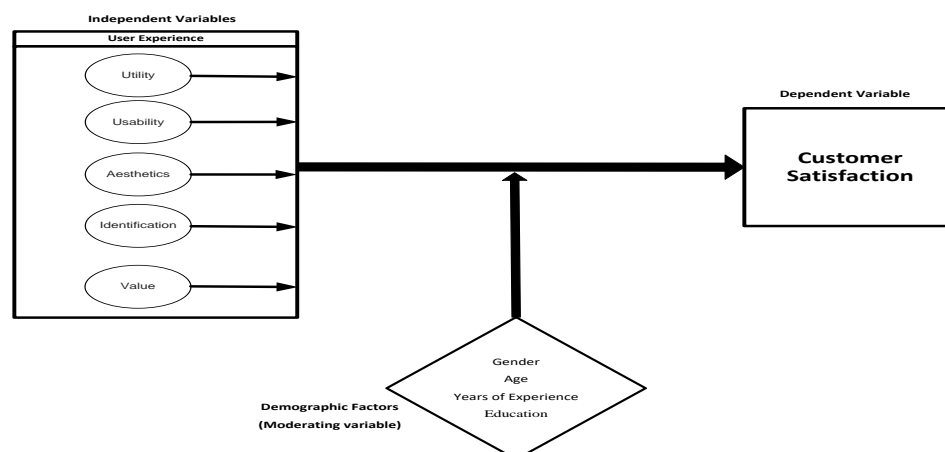 Independent Variables
User Experience
Utility
Usability
Aesthetics
Identification
Value
Dependent Variable
Customer
Satisfaction
Gender
Age
Years of Experience
Education
Demographic Factors
(Moderating variable)